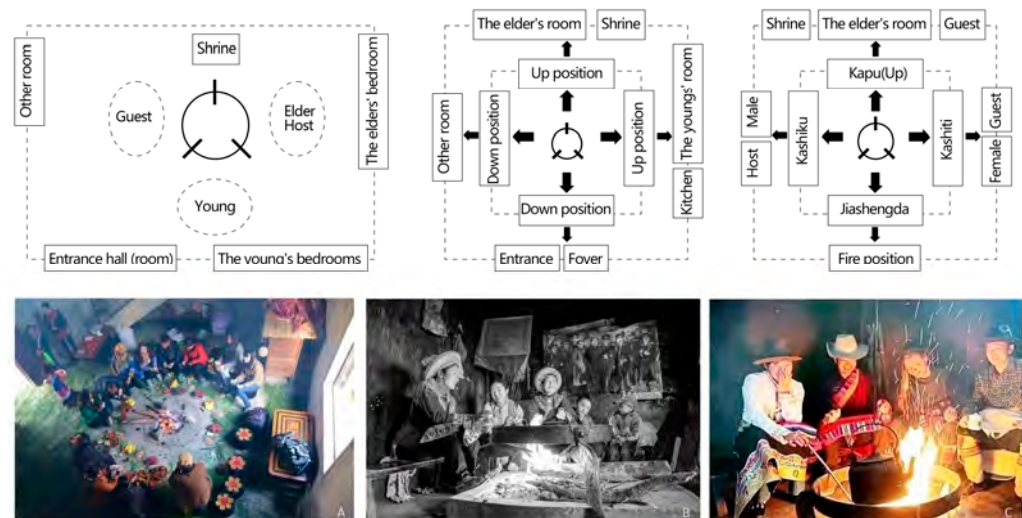 Shrine
Other room
Guest
Elder
Host
The elders' bedroom
Young
Entrance hall (room)
The young's bedrooms
The elder's room
Shrine
Up position
Other room
Down position
Up position
The youngs' room
Kitchen
Down position
Entrance
Foyer
Shrine
The elder's room
Guest
Kapu(Up)
Male
Host
Kashiku
Kashiti
Guest
Female
Jiashengda
Fire position
A
B
C